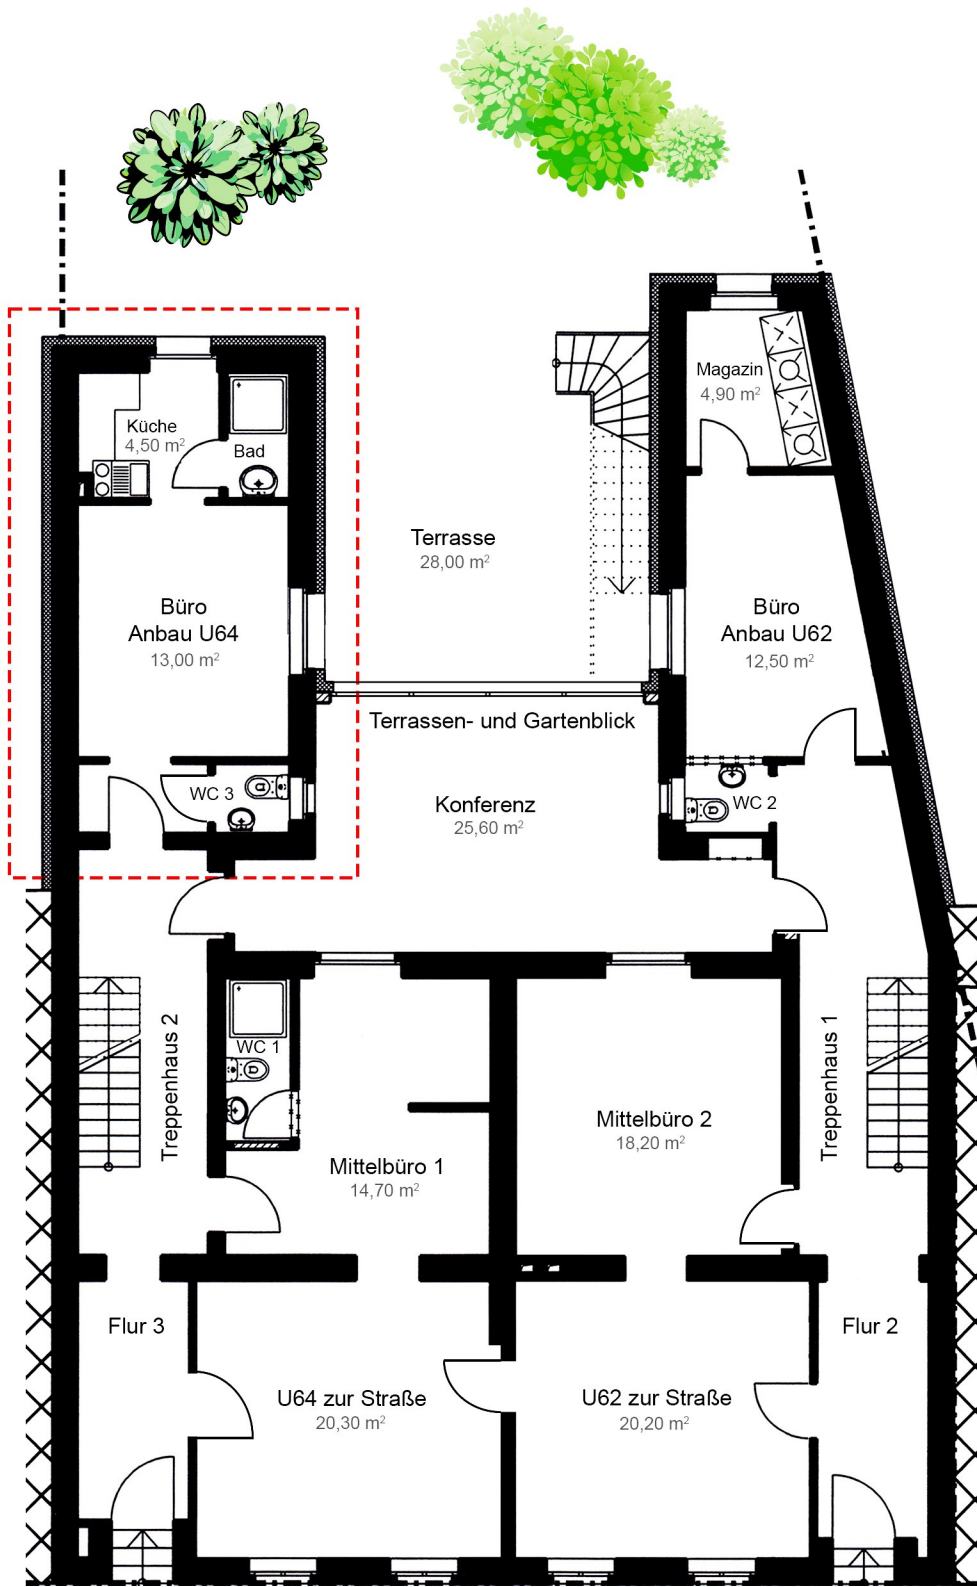 Magazin
4,90 m²
Küche
4,50 m²
Bad
Terrasse
28,00 m²
Büro
Anbau U64
13,00 m²
Büro
Anbau U62
12,50 m²
Terrassen- und Gartenblick
WC 3
Konferenz
25,60 m²
WC 2
Treppenhaus 2
WC 1
Treppenhaus 1
Mittelbüro 2
18,20 m²
Mittelbüro 1
14,70 m²
Flur 3
Flur 2
U64 zur Straße
20,30 m²
U62 zur Straße
20,20 m²